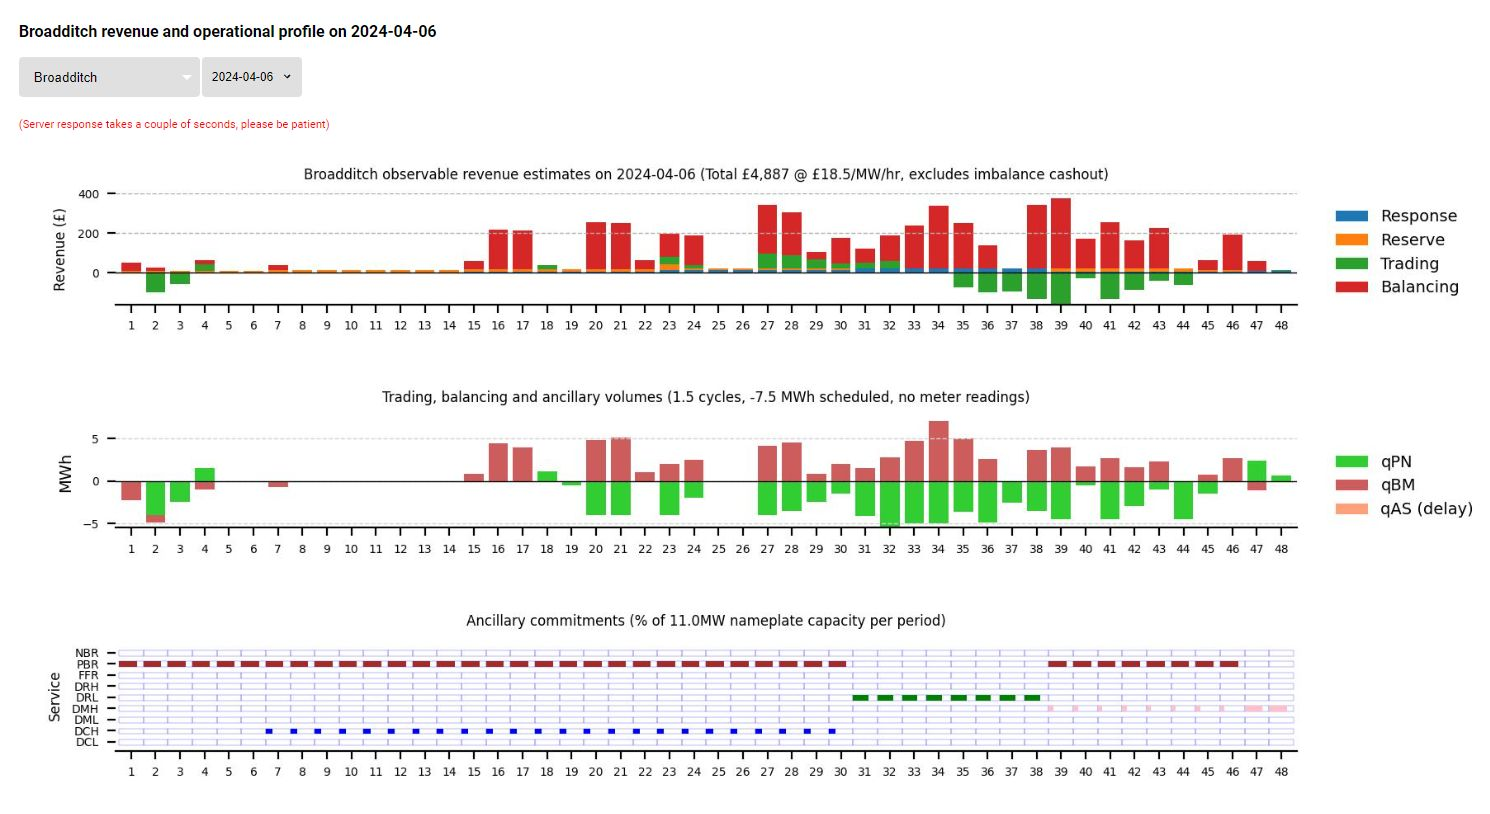 Broadditch revenue and operational profile on 2024-04-06
Broadditch 2024-04-06
(Server response takes a couple of seconds, please be patient)
Broadditch observable revenue estimates on 2024-04-06 (Total £4,887 @ £18.5/MW/hr, excludes imbalance cashout)
Revenue (£)
400
200
0
1 2 3 4 5 6 7 8 9 10 11 12 13 14 15 16 17 18 19 20 21 22 23 24 25 26 27 28 29 30 31 32 33 34 35 36 37 38 39 40 41 42 43 44 45 46 47 48
Response
Reserve
Trading
Balancing
Trading, balancing and ancillary volumes (1.5 cycles, -7.5 MWh scheduled, no meter readings)
MWh
5
0
−5
1 2 3 4 5 6 7 8 9 10 11 12 13 14 15 16 17 18 19 20 21 22 23 24 25 26 27 28 29 30 31 32 33 34 35 36 37 38 39 40 41 42 43 44 45 46 47 48
qPN
qBM
qAS (delay)
Ancillary commitments (% of 11.0MW nameplate capacity per period)
Service
NBR
PBR
FFR
DRH
DRL
DMH
DML
DCH
DCL
1 2 3 4 5 6 7 8 9 10 11 12 13 14 15 16 17 18 19 20 21 22 23 24 25 26 27 28 29 30 31 32 33 34 35 36 37 38 39 40 41 42 43 44 45 46 47 48